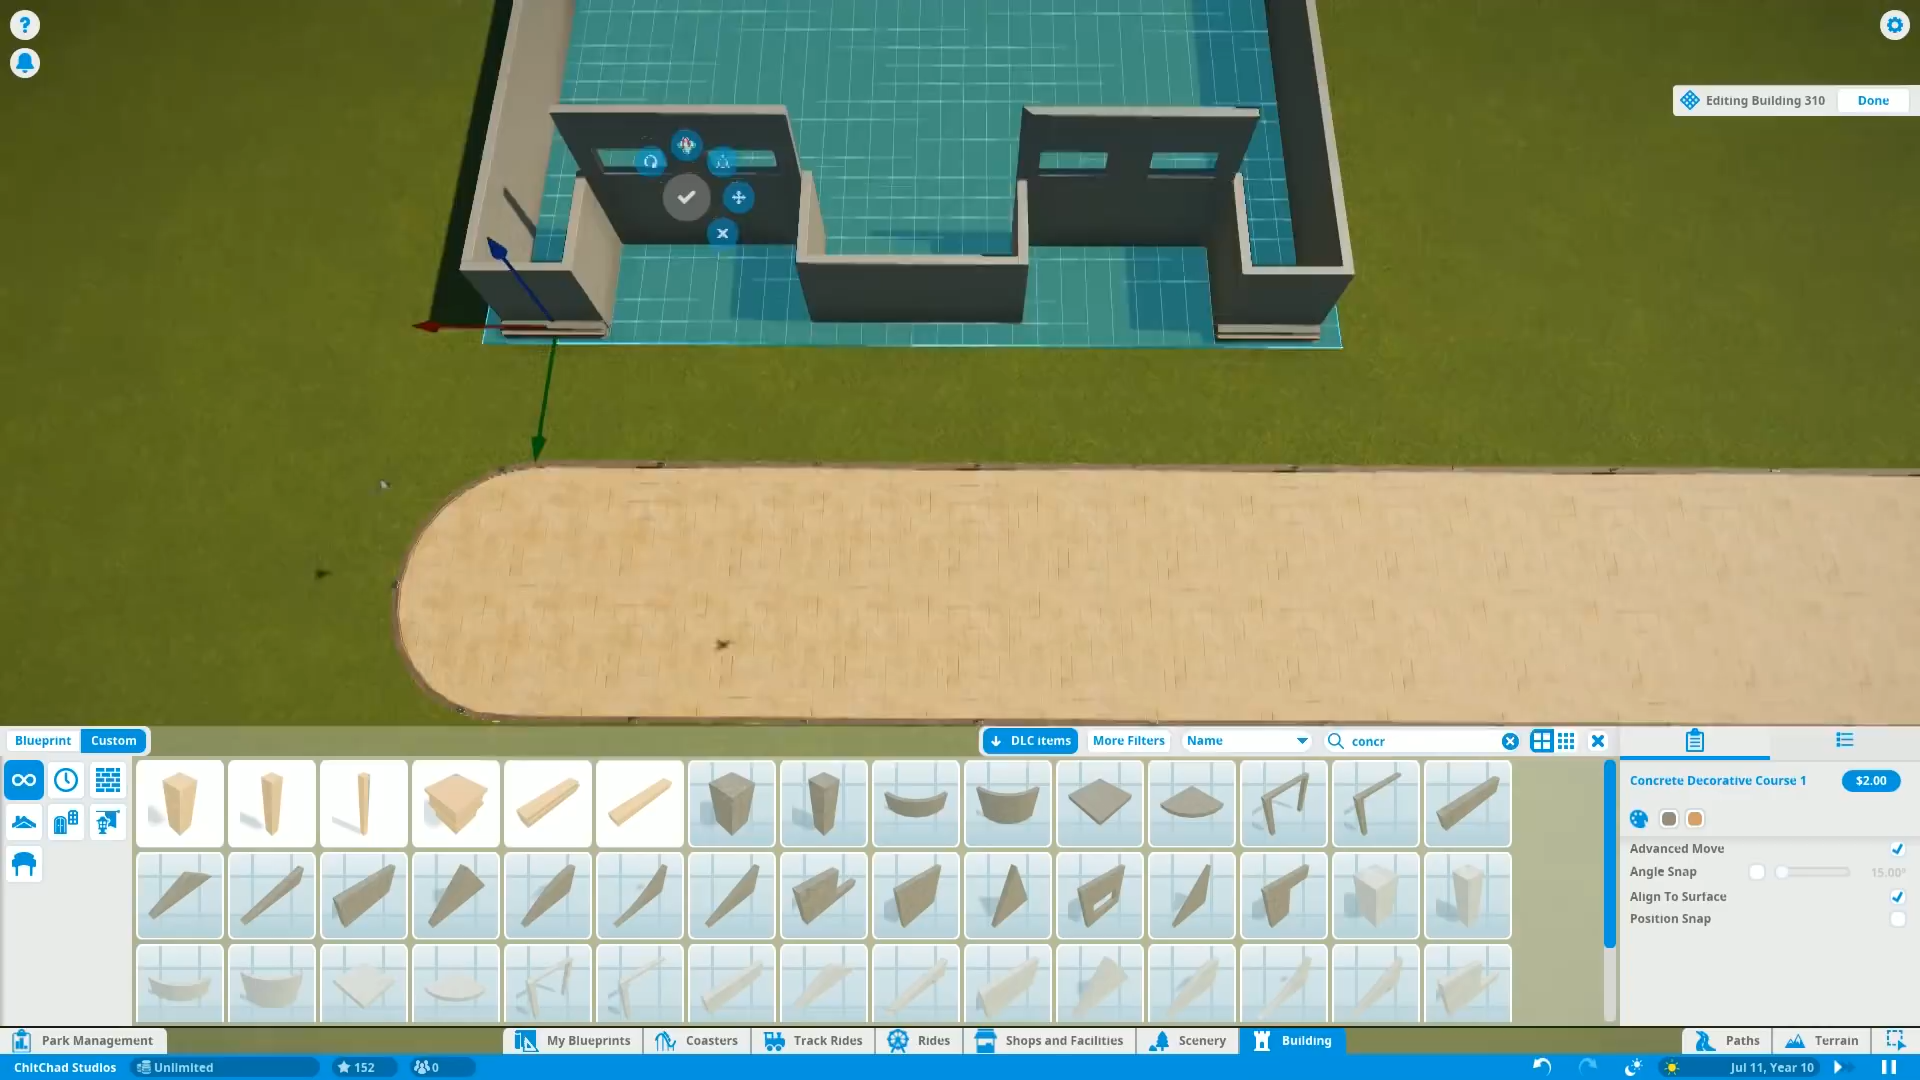 ?
Editing Building 310 Done
Blueprint Custom
DLC items More Filters Name concr
Concrete Decorative Course 1 $2.00
Advanced Move
Angle Snap 15.00°
Align To Surface
Position Snap
Park Management My Blueprints Coasters Track Rides Rides Shops and Facilities Scenery Building Paths Terrain
ChitChad Studios Unlimited 152 0 Jul 11, Year 10